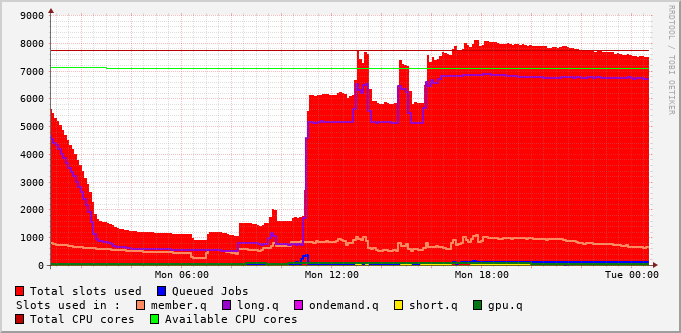 9000
8000
7000
6000
5000
4000
3000
2000
1000
0
Mon 06:00 Mon 12:00 Mon 18:00 Tue 00:00
RRDTOOL / TOBI OETIKER
Total slots used Queued Jobs
Slots used in : member.q long.q ondemand.q short.q gpu.q
Total CPU cores Available CPU cores